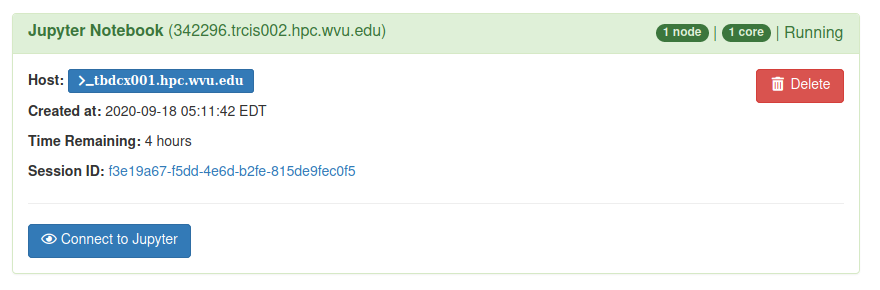 Jupyter Notebook (342296.trcis002.hpc.wvu.edu) 1 node | 1 core | Running
Host: >_tbdcx001.hpc.wvu.edu Delete
Created at: 2020-09-18 05:11:42 EDT
Time Remaining: 4 hours
Session ID: f3e19a67-f5dd-4e6d-b2fe-815de9fec0f5
Connect to Jupyter